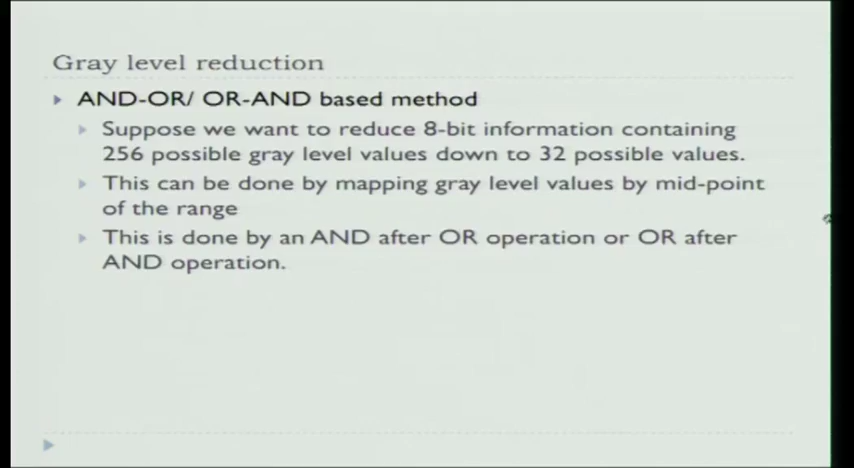 Gray level reduction
AND-OR/ OR-AND based method
Suppose we want to reduce 8-bit information containing
256 possible gray level values down to 32 possible values.
This can be done by mapping gray level values by mid-point
of the range
This is done by an AND after OR operation or OR after
AND operation.